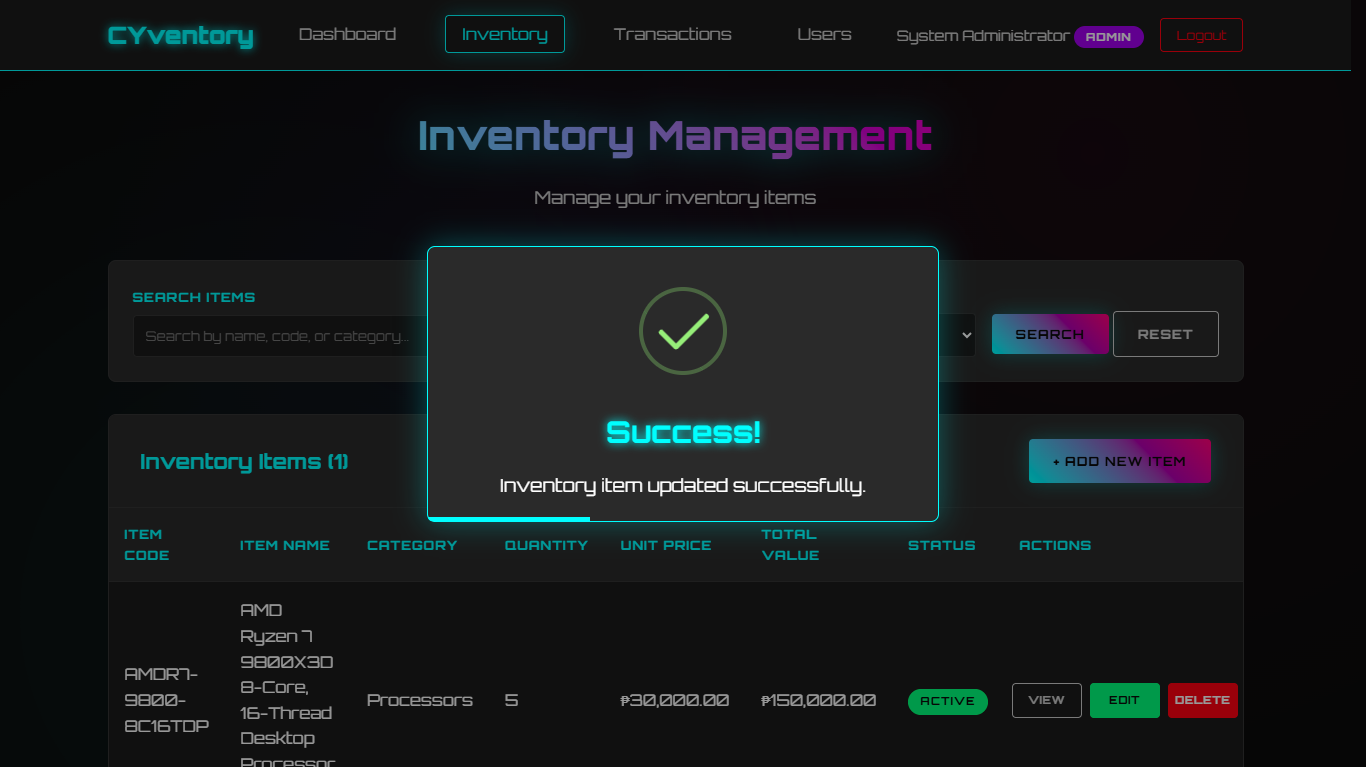 CYventory Dashboard Inventory Transactions Users System Administrator ADMIN Logout
Inventory Management
Manage your inventory items
SEARCH ITEMS
Search by name, code, or category...
SEARCH RESET
Success!
Inventory item updated successfully.
Inventory Items (1)
+ ADD NEW ITEM
ITEM CODE ITEM NAME CATEGORY QUANTITY UNIT PRICE TOTAL VALUE STATUS ACTIONS
AMDR7-
9800-
8C16TDP
AMD
Ryzen 7
9800X3D
8-Core,
16-Thread
Desktop
Processor
Processors 5 ₱30,000.00 ₱150,000.00 ACTIVE VIEW EDIT DELETE